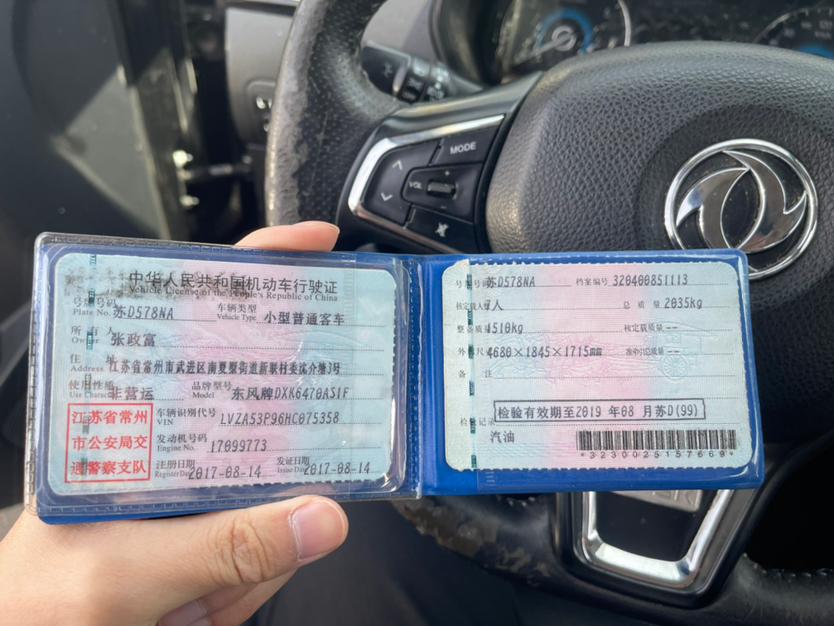 MODE
VOL
+
中华人民共和国机动车行驶证
Vehicle License of the People's Republic of China
号牌号码 苏D578NA 车辆类型 小型普通客车
Plate No. Vehicle Type
所有人 张政富
Owner
住 址 江苏省常州市武进区南夏墅街道新联村委
Address
使用性质 非营运 品牌型号 东风牌DXK6470AS1F
Use Character Model
江苏省常州
市公安局交
通警察支队
车辆识别代号 LVZA53P96HC075358
VIN
发动机号码 17099773
Engine No.
注册日期 2017-08-14 发证日期 2017-08-14
Register Date Issue Date
号牌号码 苏D578NA 档案编号 320400851113
核定载人数 人 总 质 量 2035kg
整备质量 1510kg 核定载质量 --
外廓尺寸 4680×1845×1715mm 准牵引总质量 --
备 注
检验有效期至2019 年08 月苏D(99)
检验记录
汽油
*3230025157669*